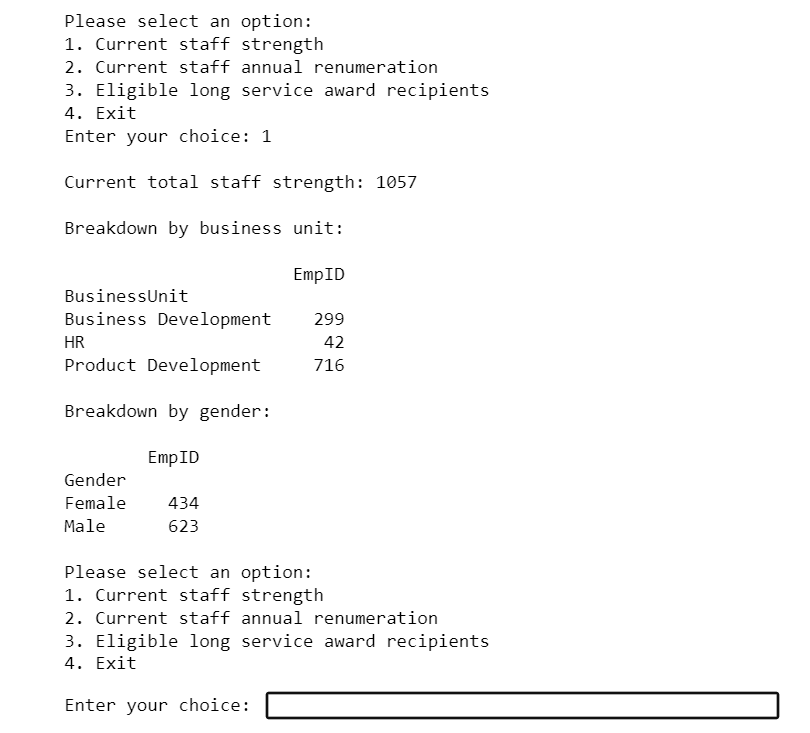 Please select an option:
1. Current staff strength
2. Current staff annual renumeration
3. Eligible long service award recipients
4. Exit
Enter your choice: 1
Current total staff strength: 1057
Breakdown by business unit:
EmpID
BusinessUnit
Business Development 299
HR 42
Product Development 716
Breakdown by gender:
EmpID
Gender
Female 434
Male 623
Please select an option:
1. Current staff strength
2. Current staff annual renumeration
3. Eligible long service award recipients
4. Exit
Enter your choice: